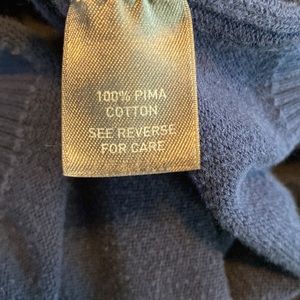 100% PIMA
COTTON
SEE REVERSE
FOR CARE